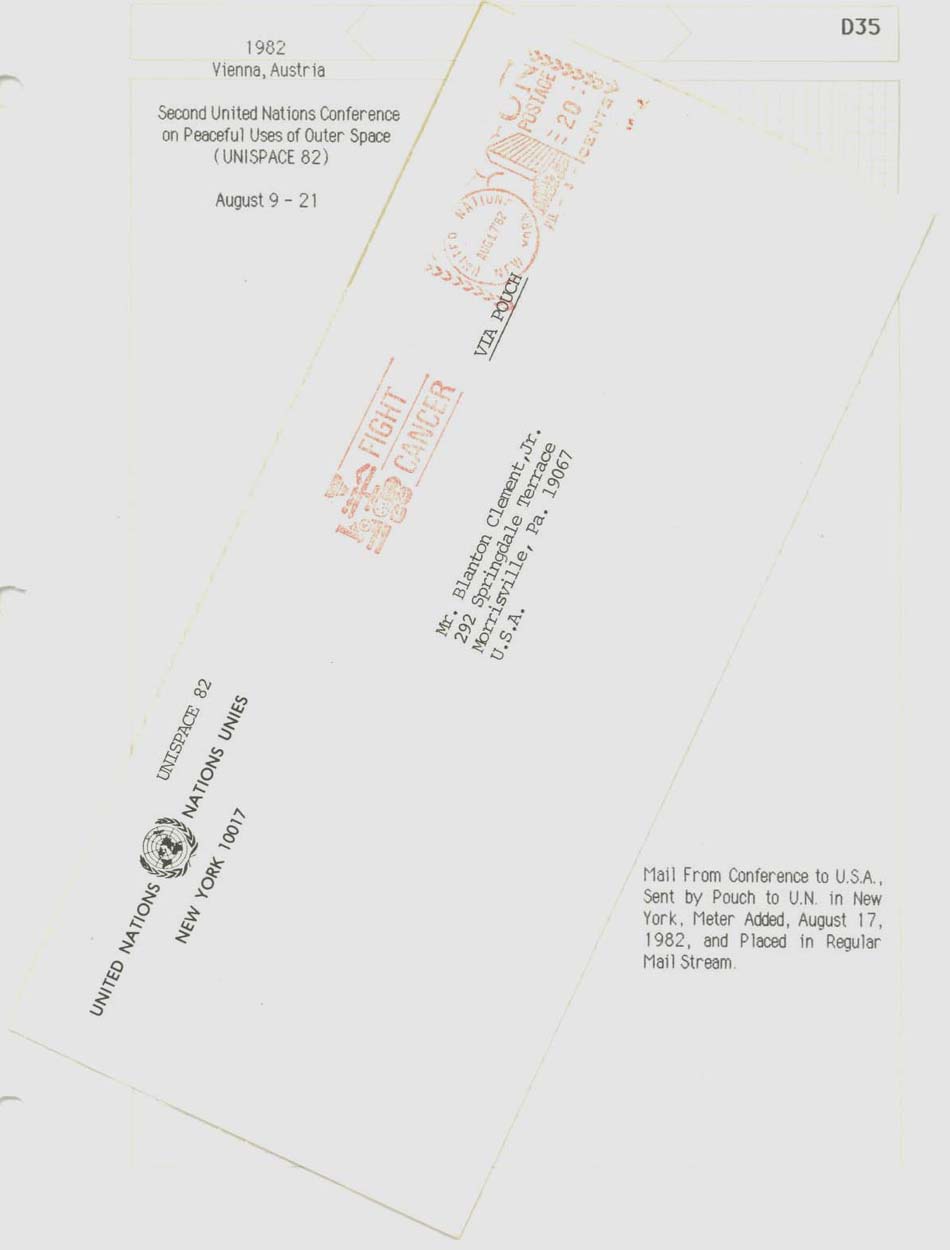 D35
1982
Vienna, Austria
Second United Nations Conference
on Peaceful Uses of Outer Space
(UNISPACE 82)
August 9 - 21
UN
POSTAGE
20
CENTS
UNITED NATIONS
NEW YORK
AUG 17 '82
VIA POUCH
FIGHT
CANCER
Mr. Blanton Clement, Jr.
292 Springdale Terrace
Morrisville, Pa. 19067
U.S.A.
UNISPACE 82
UNITED NATIONS NATIONS UNIES
NEW YORK 10017
Mail From Conference to U.S.A.,
Sent by Pouch to U.N. in New
York, Meter Added, August 17,
1982, and Placed in Regular
Mail Stream.